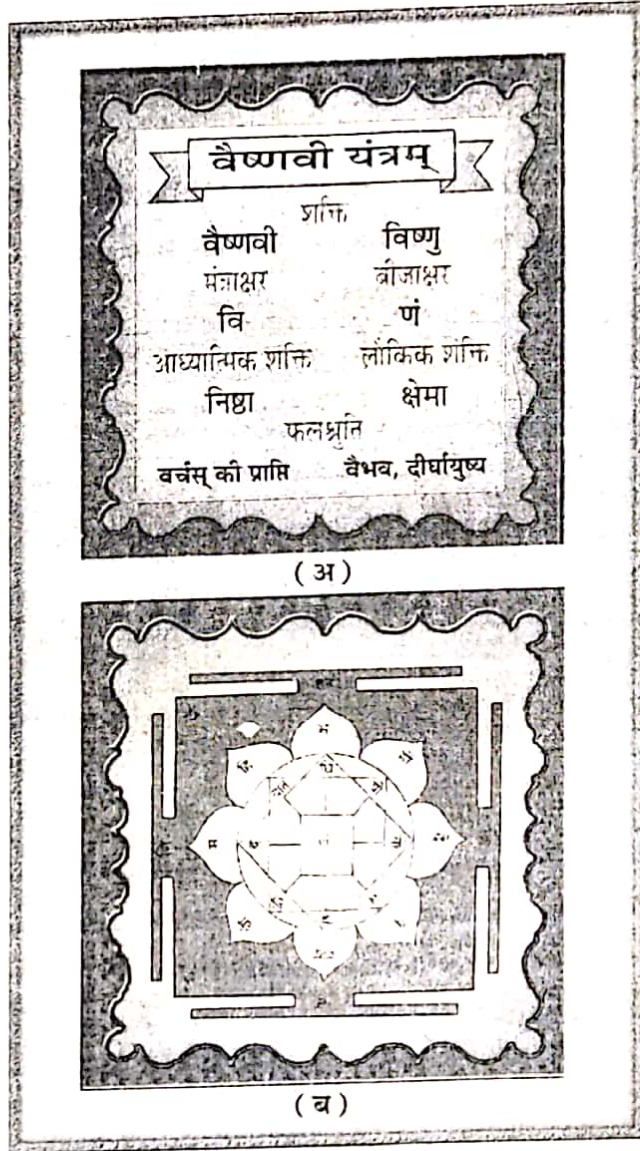 वैष्णवी यंत्रम्
शक्ति
वैष्णवी विष्णु
मंत्राक्षर बीजाक्षर
वि णं
आध्यात्मिक शक्ति लौकिक शक्ति
निष्ठा क्षेमा
फलश्रुति
वर्चस् की प्राप्ति वैभव, दीर्घायुष्य
( अ )
( ब )